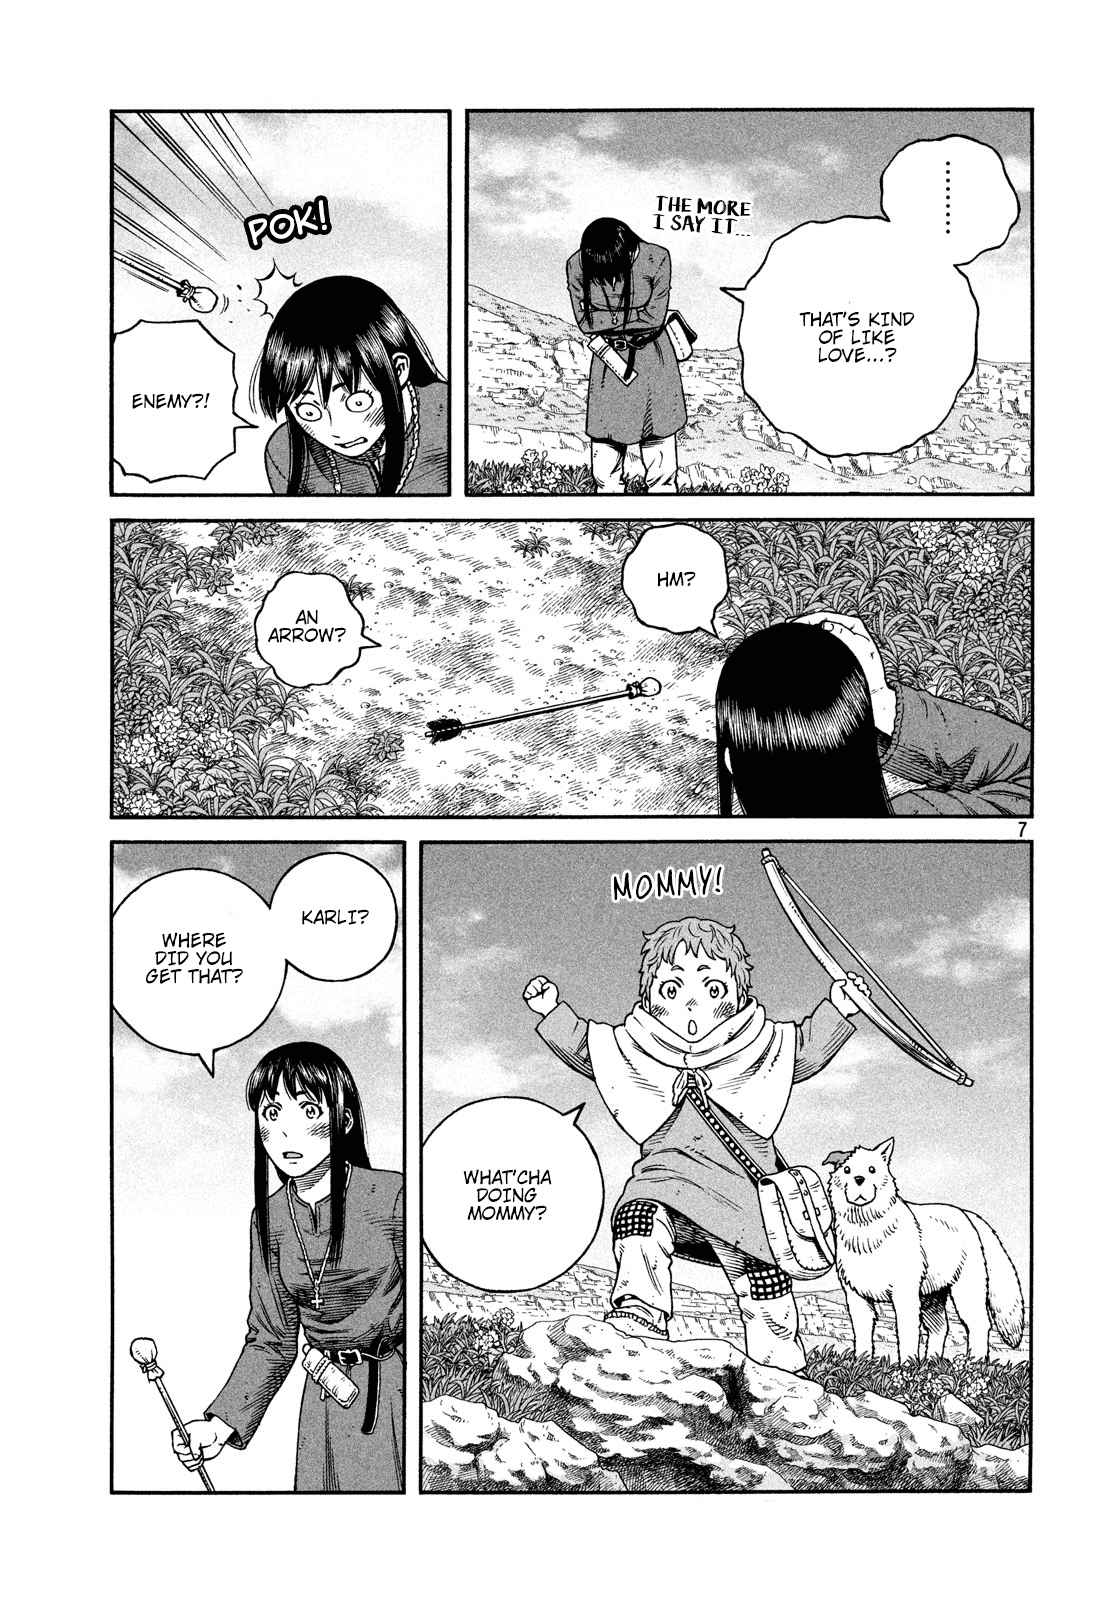 .........
THAT'S KIND
OF LIKE
LOVE...?
THE MORE
I SAY IT...
POK!
ENEMY?!
HM?
AN
ARROW?
7
MOMMY!
WHAT'CHA
DOING
MOMMY?
KARLI?
WHERE
DID YOU
GET THAT?